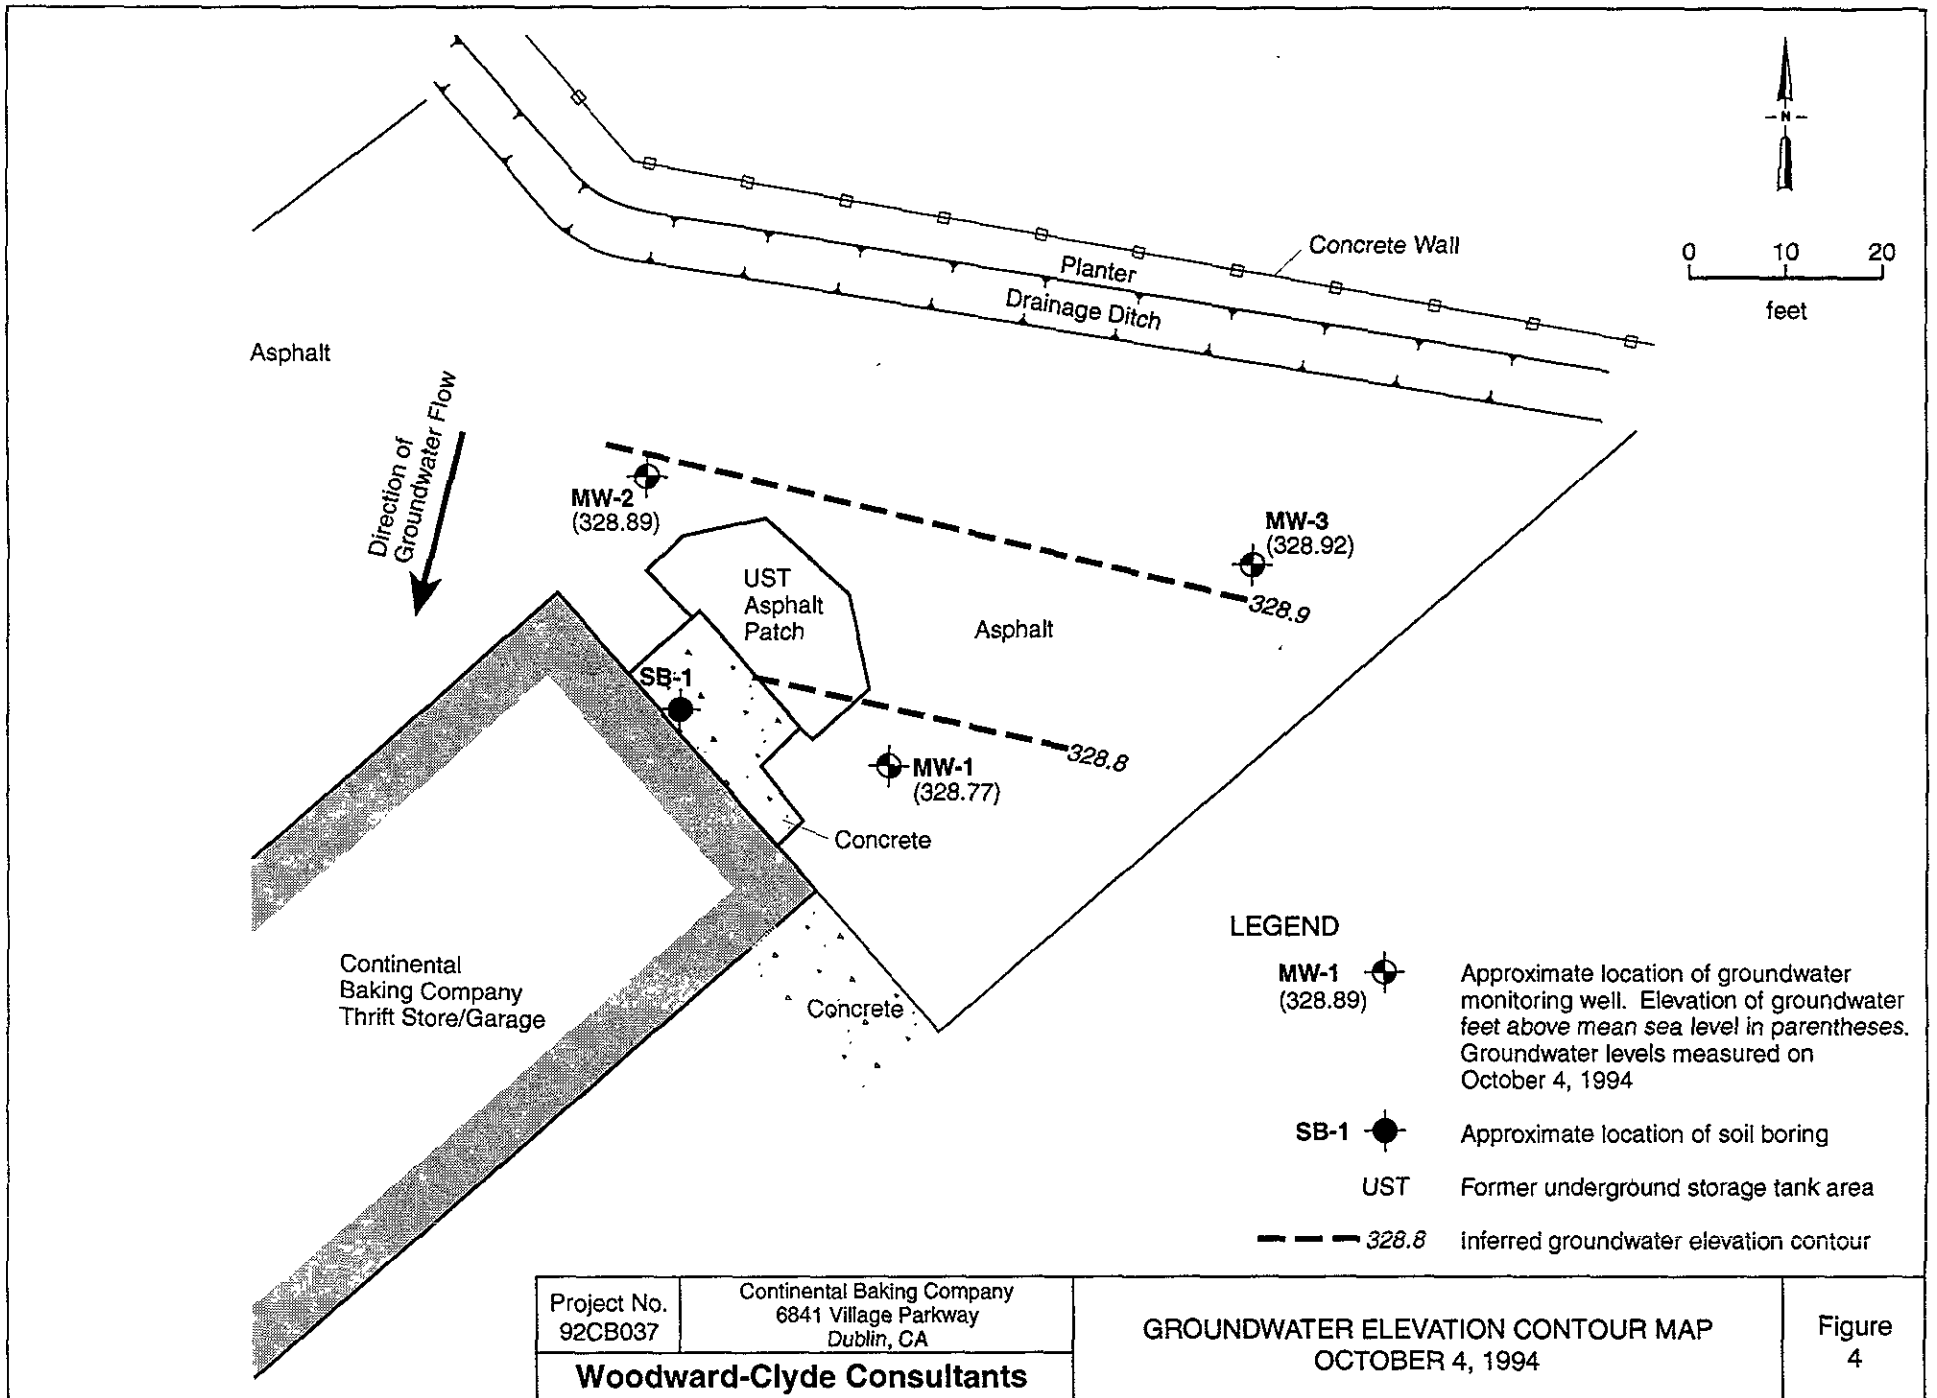 N
Concrete Wall
0 10 20
feet
Planter
Drainage Ditch
Asphalt
Direction of
Groundwater Flow
MW-2
(328.89)
MW-3
(328.92)
328.9
UST
Asphalt
Patch
Asphalt
SB-1
328.8
MW-1
(328.77)
Concrete
Continental
Baking Company
Thrift Store/Garage
Concrete
LEGEND
MW-1
(328.89)
Approximate location of groundwater
monitoring well. Elevation of groundwater
feet above mean sea level in parentheses.
Groundwater levels measured on
October 4, 1994
SB-1 Approximate location of soil boring
UST Former underground storage tank area
328.8 Inferred groundwater elevation contour
Project No.
92CB037
Continental Baking Company
6841 Village Parkway
Dublin, CA
Woodward-Clyde Consultants
GROUNDWATER ELEVATION CONTOUR MAP
OCTOBER 4, 1994
Figure
4